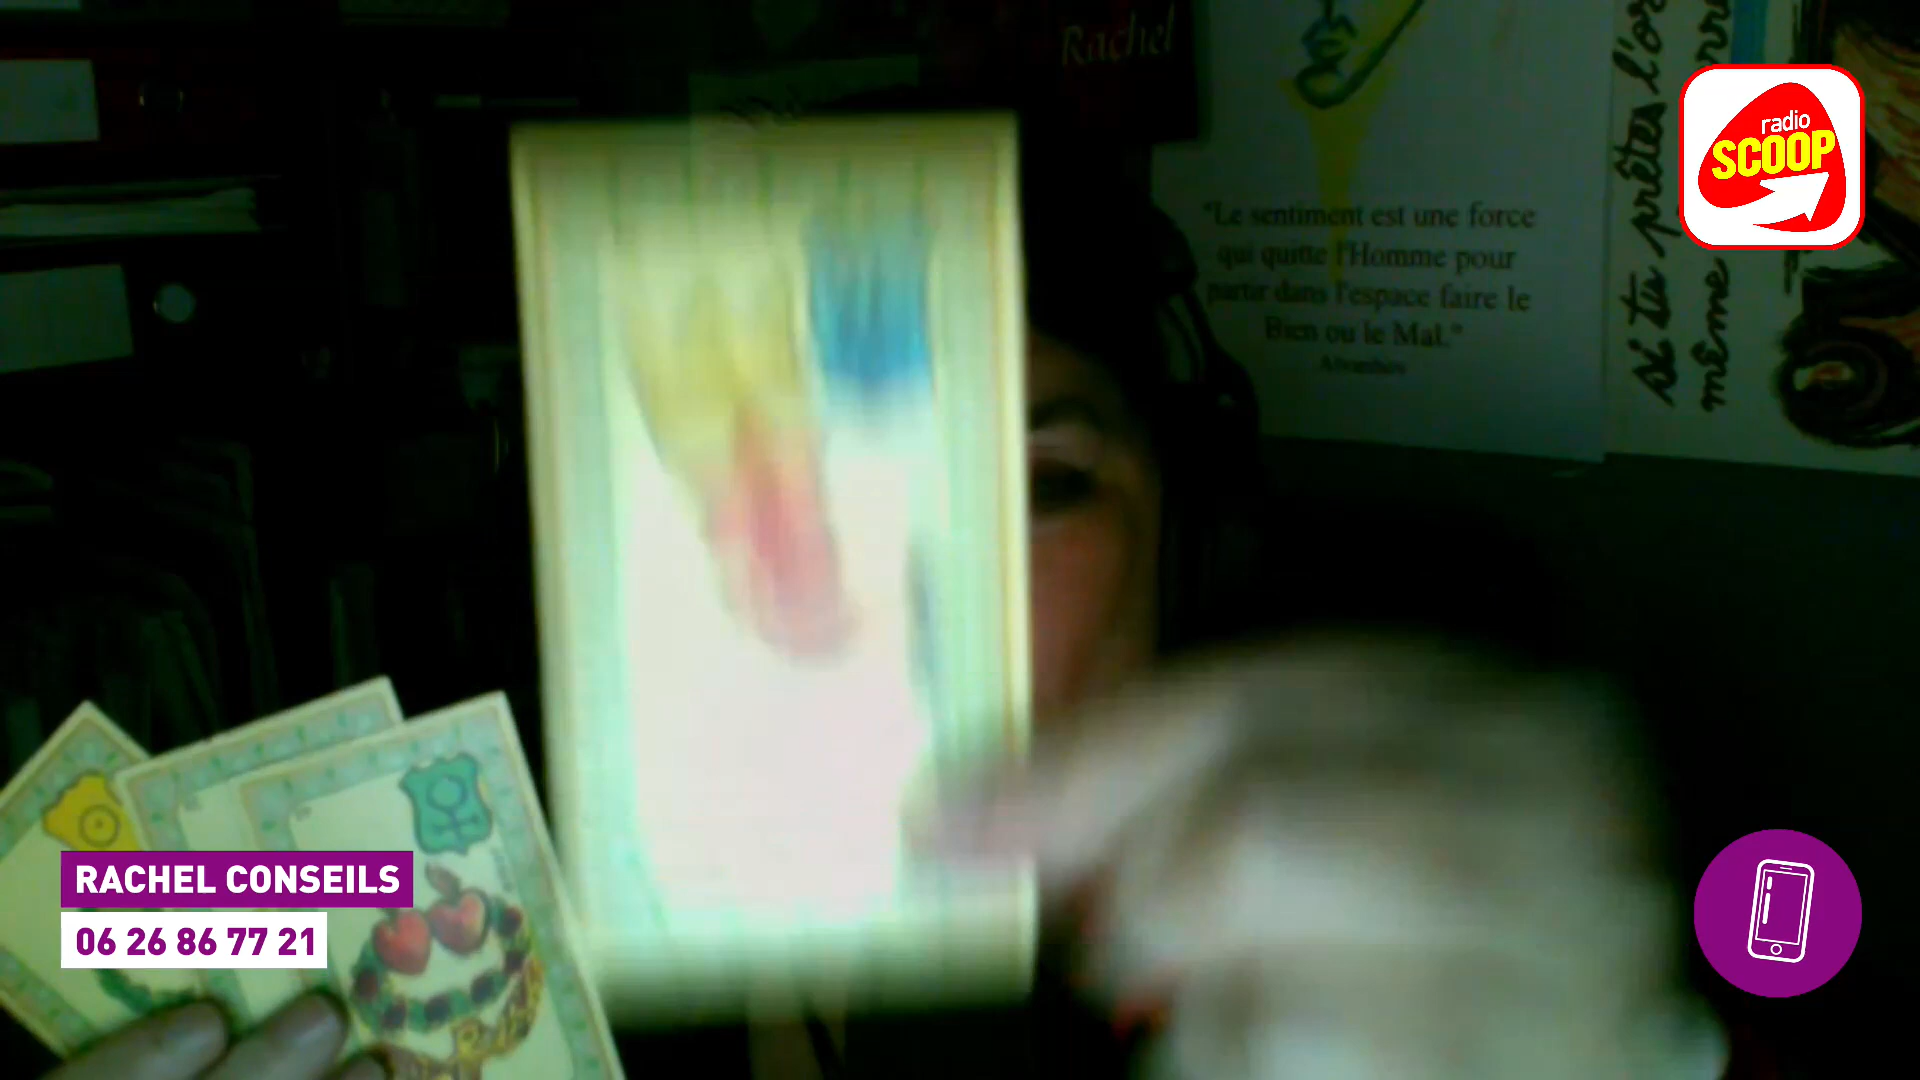 Rachel
radio
SCOOP
"Le sentiment est une force
qui quitte l'Homme pour
partir dans l'espace faire le
Bien ou le Mal."
si tu prêtes l'or
même
RACHEL CONSEILS
06 26 86 77 21